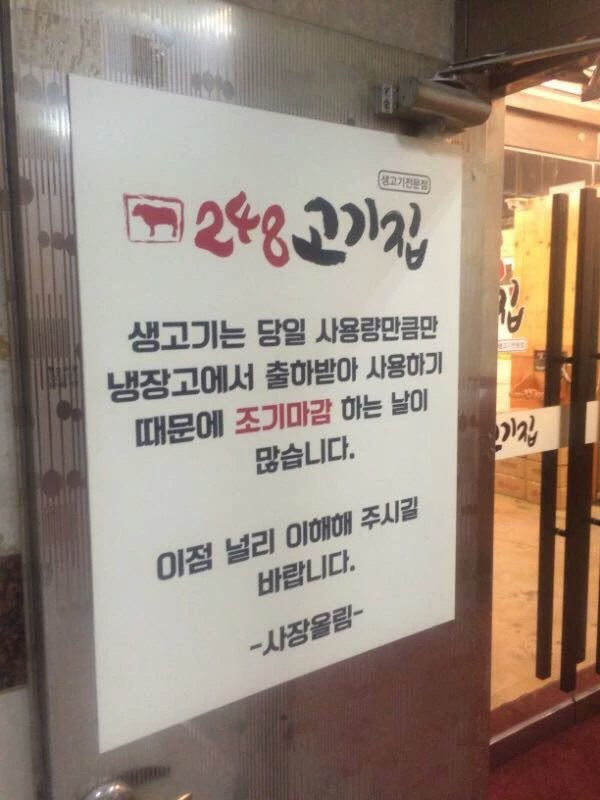 생고기전문점
248 고기집
생고기는 당일 사용량만큼만
냉장고에서 출하받아 사용하기
때문에 조기마감 하는 날이
많습니다.
이점 널리 이해해 주시길
바랍니다.
-사장올림-
집
고기집